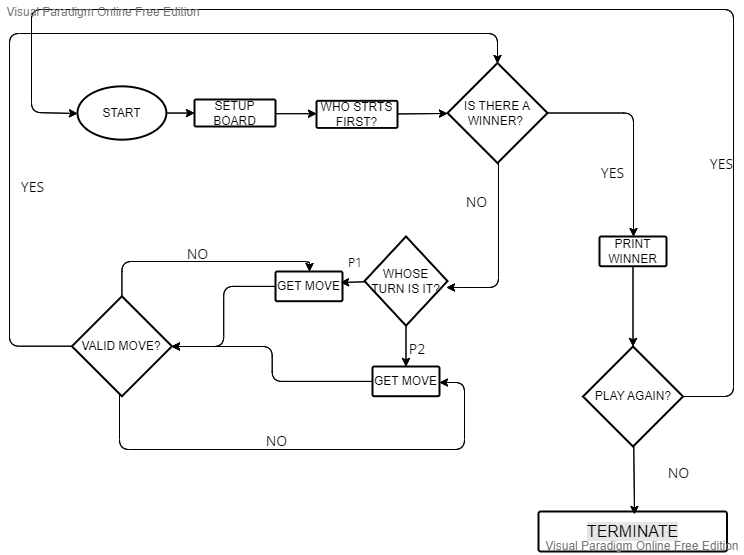 Visual Paradigm Online Free Edition
START
SETUP
BOARD
WHO STRTS
FIRST?
IS THERE A
WINNER?
YES
YES
YES
NO
PRINT
WINNER
NO
P1
WHOSE
TURN IS IT?
GET MOVE
VALID MOVE?
P2
GET MOVE
PLAY AGAIN?
NO
NO
TERMINATE
Visual Paradigm Online Free Edition